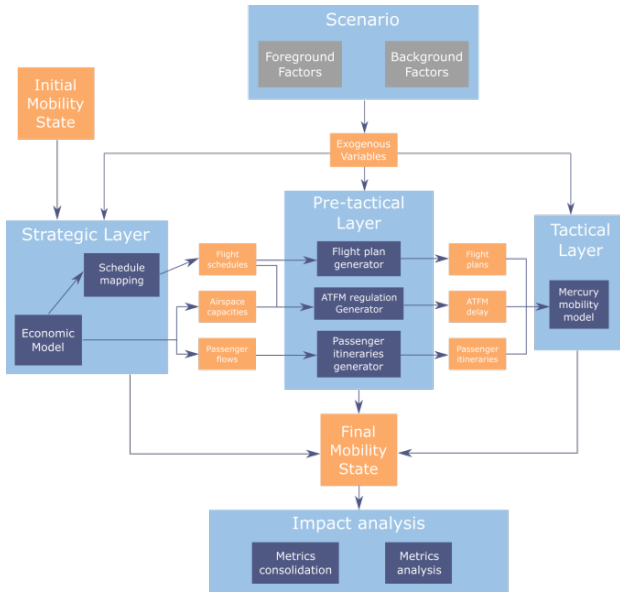 Scenario
Foreground
Factors
Background
Factors
Initial
Mobility
State
Exogenous
Variables
Strategic Layer
Schedule
mapping
Economic
Model
Flight
schedules
Airspace
capacities
Passenger
flows
Pre-tactical
Layer
Flight plan
generator
ATFM regulation
Generator
Passenger
itineraries
generator
Flight
plans
ATFM
delay
Passenger
itineraries
Tactical
Layer
Mercury
mobility
model
Final
Mobility
State
Impact analysis
Metrics
consolidation
Metrics
analysis